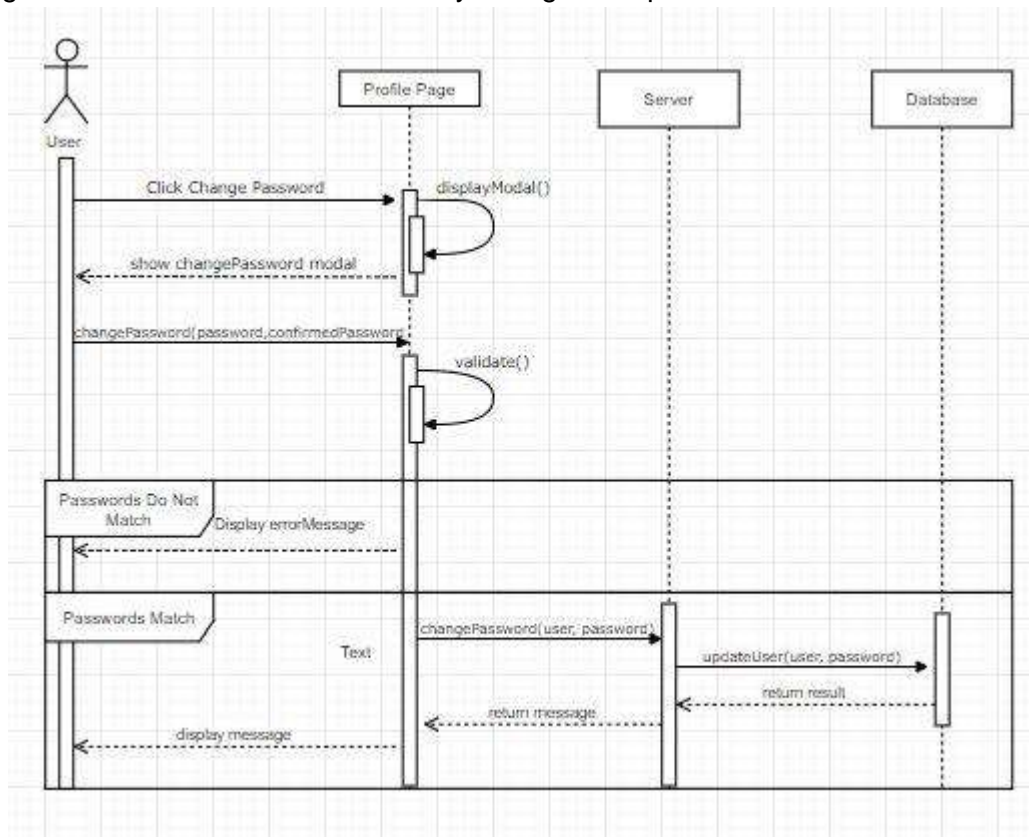 Profile Page
Server
Database
User
Click Change Password
displayModal()
show changePassword modal
changePassword(password,confirmedPassword
validate()
Passwords Do Not
Match
Display errorMessage
Passwords Match
changePassword(user, password)
Text
updateUser(user, password)
return result
return message
display message